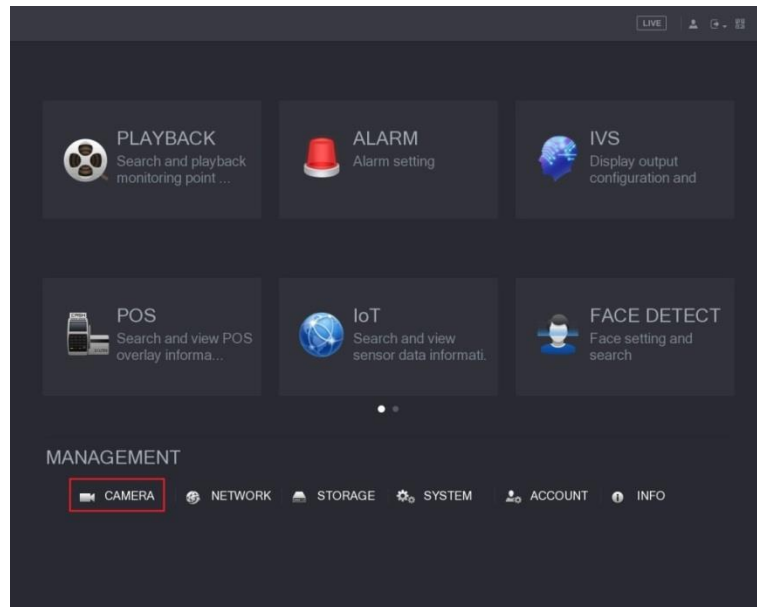 LIVE
PLAYBACK
Search and playback
monitoring point ...
ALARM
Alarm setting
IVS
Display output
configuration and
POS
Search and view POS
overlay informa...
IoT
Search and view
sensor data informati.
FACE DETECT
Face setting and
search
MANAGEMENT
CAMERA
NETWORK
STORAGE
SYSTEM
ACCOUNT
INFO